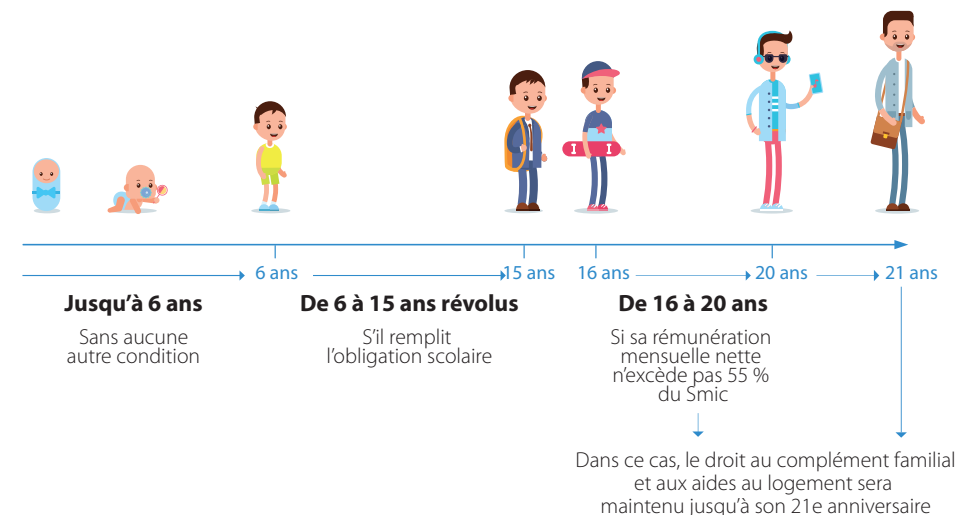 6 ans
15 ans
16 ans
20 ans
21 ans
Jusqu'à 6 ans
Sans aucune
autre condition
De 6 à 15 ans révolus
S'il remplit
l'obligation scolaire
De 16 à 20 ans
Si sa rémunération
mensuelle nette
n'excède pas 55 %
du Smic
Dans ce cas, le droit au complément familial
et aux aides au logement sera
maintenu jusqu'à son 21e anniversaire